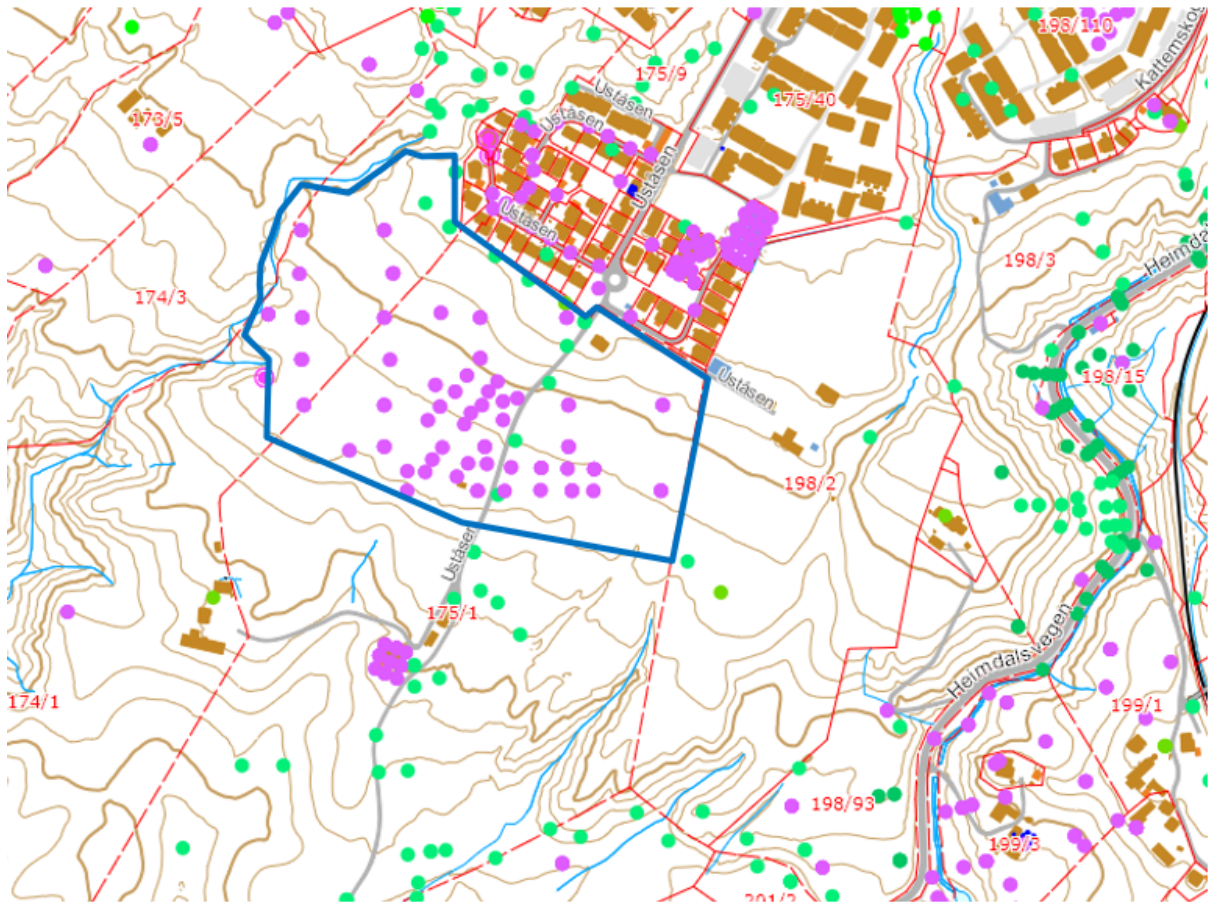 198/110
Kattemskog
175/9
Uståsen
175/40
173/5
Uståsen
Uståsen
Uståsen
Heimdals
198/3
174/3
198/15
Uståsen
198/2
Uståsen
175/1
Heimdalsvegen
174/1
199/1
198/93
199/3
201/2